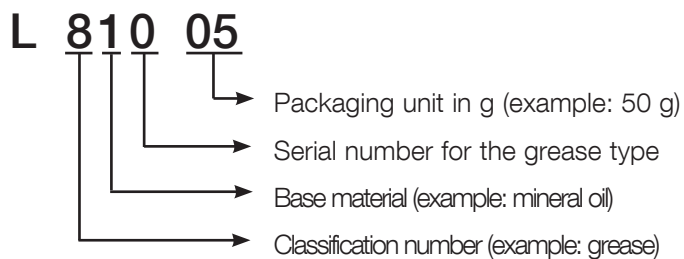 L 810 05
Packaging unit in g (example: 50 g)
Serial number for the grease type
Base material (example: mineral oil)
Classification number (example: grease)